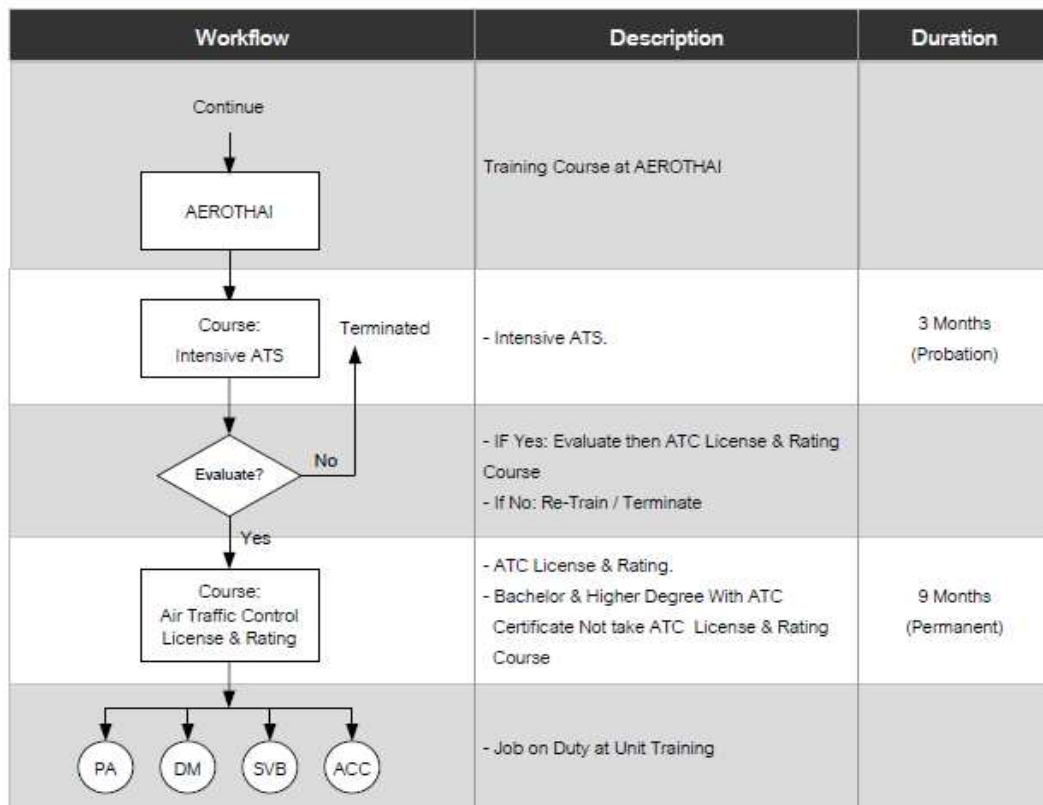 Workflow
Description
Duration
Continue
AEROTHAI
Training Course at AEROTHAI
Course:
Intensive ATS
Terminated
- Intensive ATS.
3 Months
(Probation)
Evaluate?
No
Yes
- IF Yes: Evaluate then ATC License & Rating
Course
- If No: Re-Train / Terminate
Course:
Air Traffic Control
License & Rating
- ATC License & Rating.
- Bachelor & Higher Degree With ATC
Certificate Not take ATC License & Rating
Course
9 Months
(Permanent)
PA
DM
SVB
ACC
- Job on Duty at Unit Training